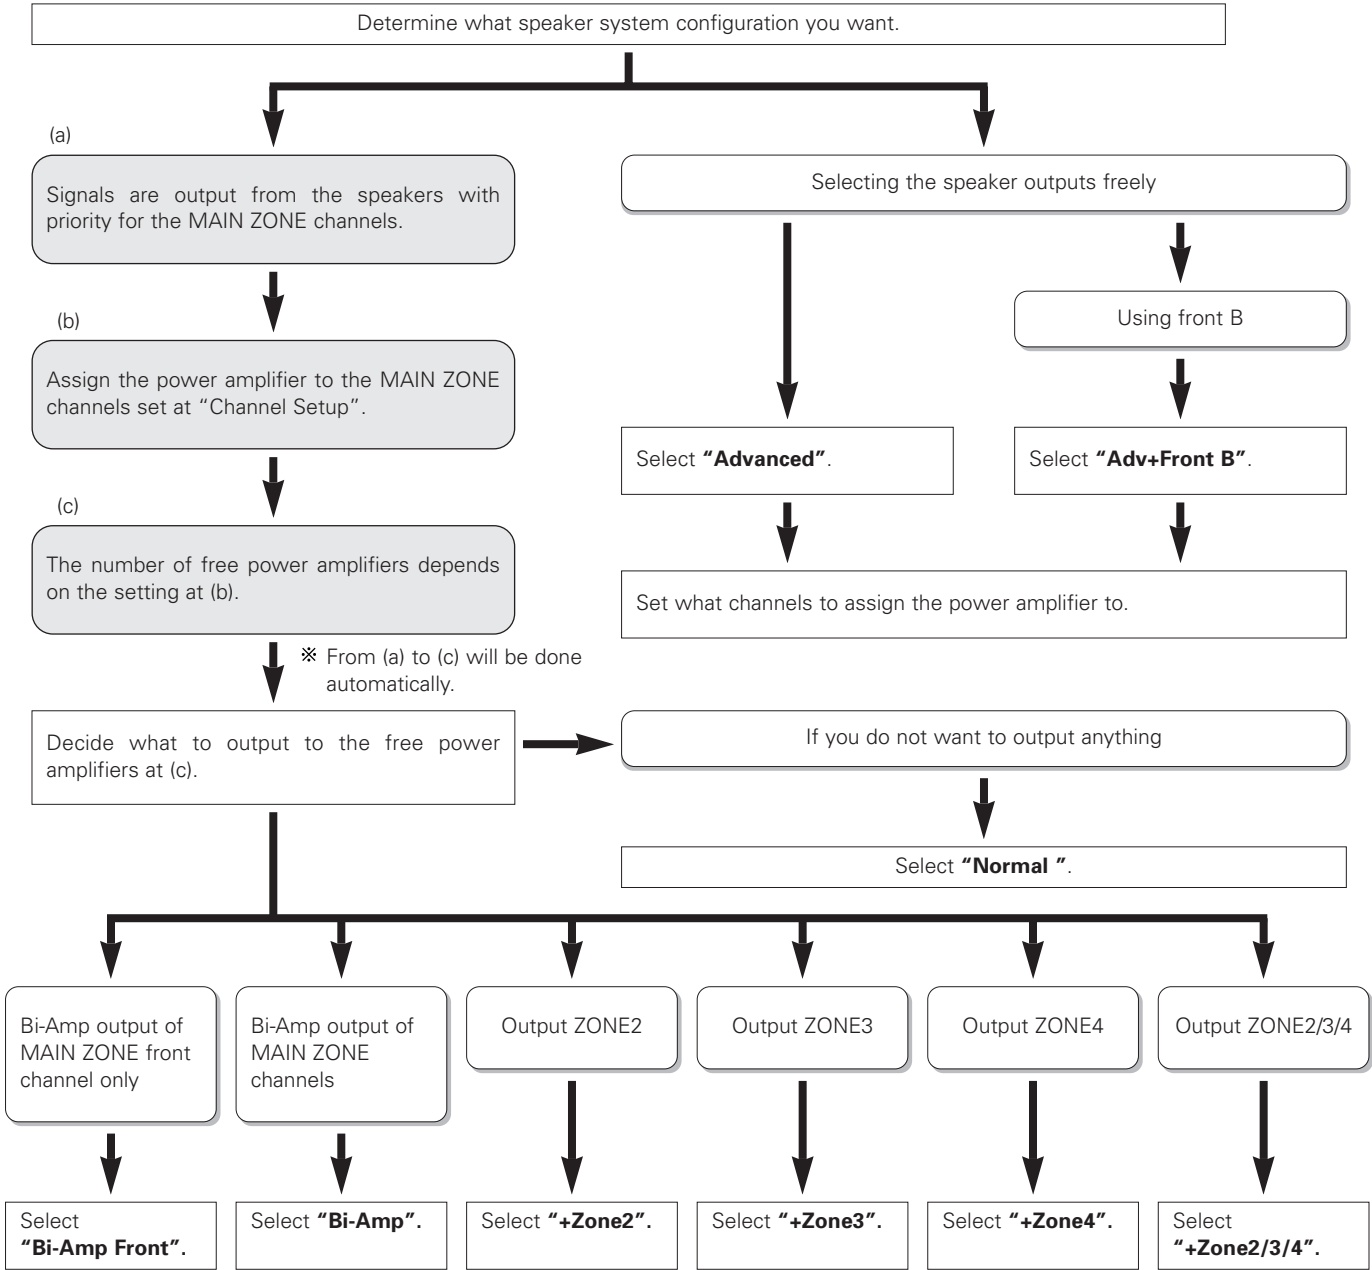 Determine what speaker system configuration you want.
(a)
Signals are output from the speakers with
priority for the MAIN ZONE channels.
Selecting the speaker outputs freely
(b)
Using front B
Assign the power amplifier to the MAIN ZONE
channels set at “Channel Setup”.
Select “Advanced”.
Select “Adv+Front B”.
(c)
The number of free power amplifiers depends
on the setting at (b).
Set what channels to assign the power amplifier to.
※ From (a) to (c) will be done
automatically.
Decide what to output to the free power
amplifiers at (c).
If you do not want to output anything
Select “Normal ”.
Bi-Amp output of
MAIN ZONE front
channel only
Bi-Amp output of
MAIN ZONE
channels
Output ZONE2
Output ZONE3
Output ZONE4
Output ZONE2/3/4
Select
“Bi-Amp Front”.
Select “Bi-Amp”.
Select “+Zone2”.
Select “+Zone3”.
Select “+Zone4”.
Select
“+Zone2/3/4”.